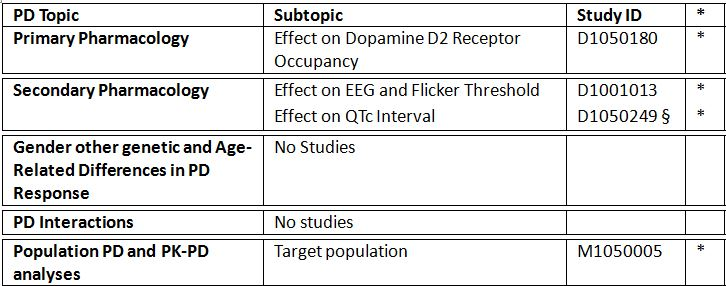 PD Topic Subtopic Study ID *
Primary Pharmacology Effect on Dopamine D2 Receptor D1050180 *
Occupancy
Secondary Pharmacology Effect on EEG and Flicker Threshold D1001013 *
Effect on QTc Interval D1050249 § *
Gender other genetic and Age- No Studies
Related Differences in PD
Response
PD Interactions No studies
Population PD and PK-PD Target population M1050005 *
analyses